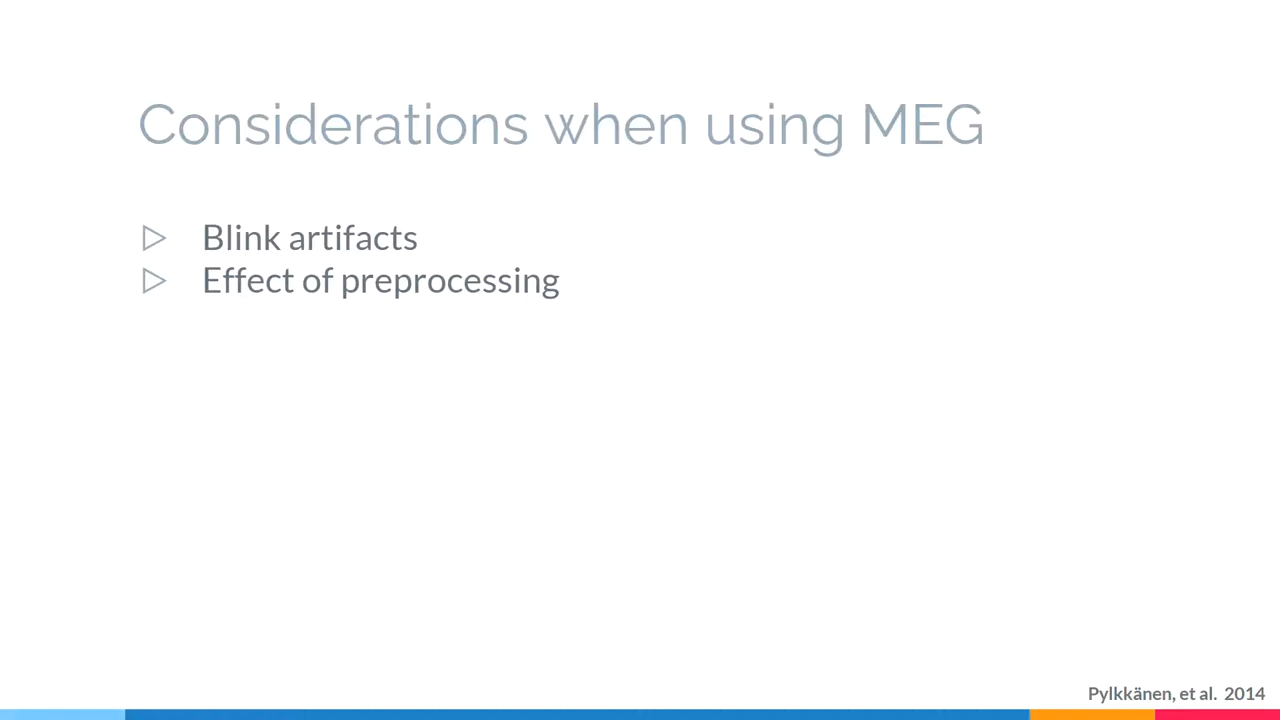 Considerations when using MEG
Blink artifacts
Effect of preprocessing
Pylkkänen, et al. 2014